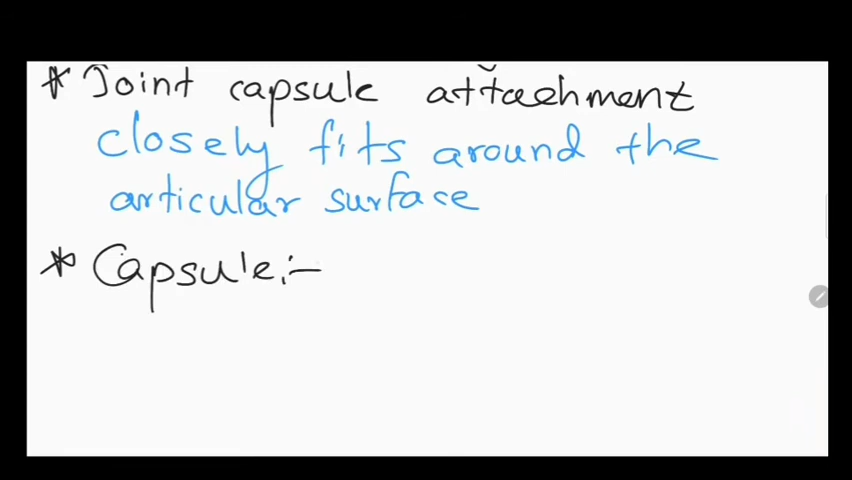 * Joint capsule attachment
closely fits around the
articular surface
* Capsule:-